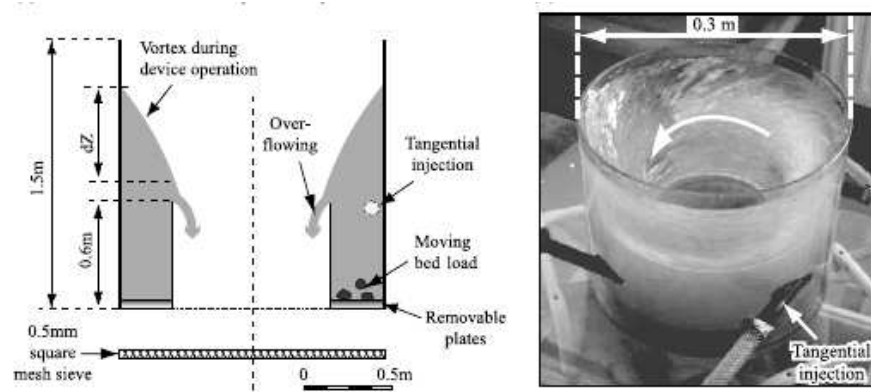 Vortex during
device operation
Over-
flowing
Tangential
injection
dZ
1.5m
0.6m
Moving
bed load
Removable
plates
0.5mm
square
mesh sieve
0
0.5m
0.3 m
Tangential
injection